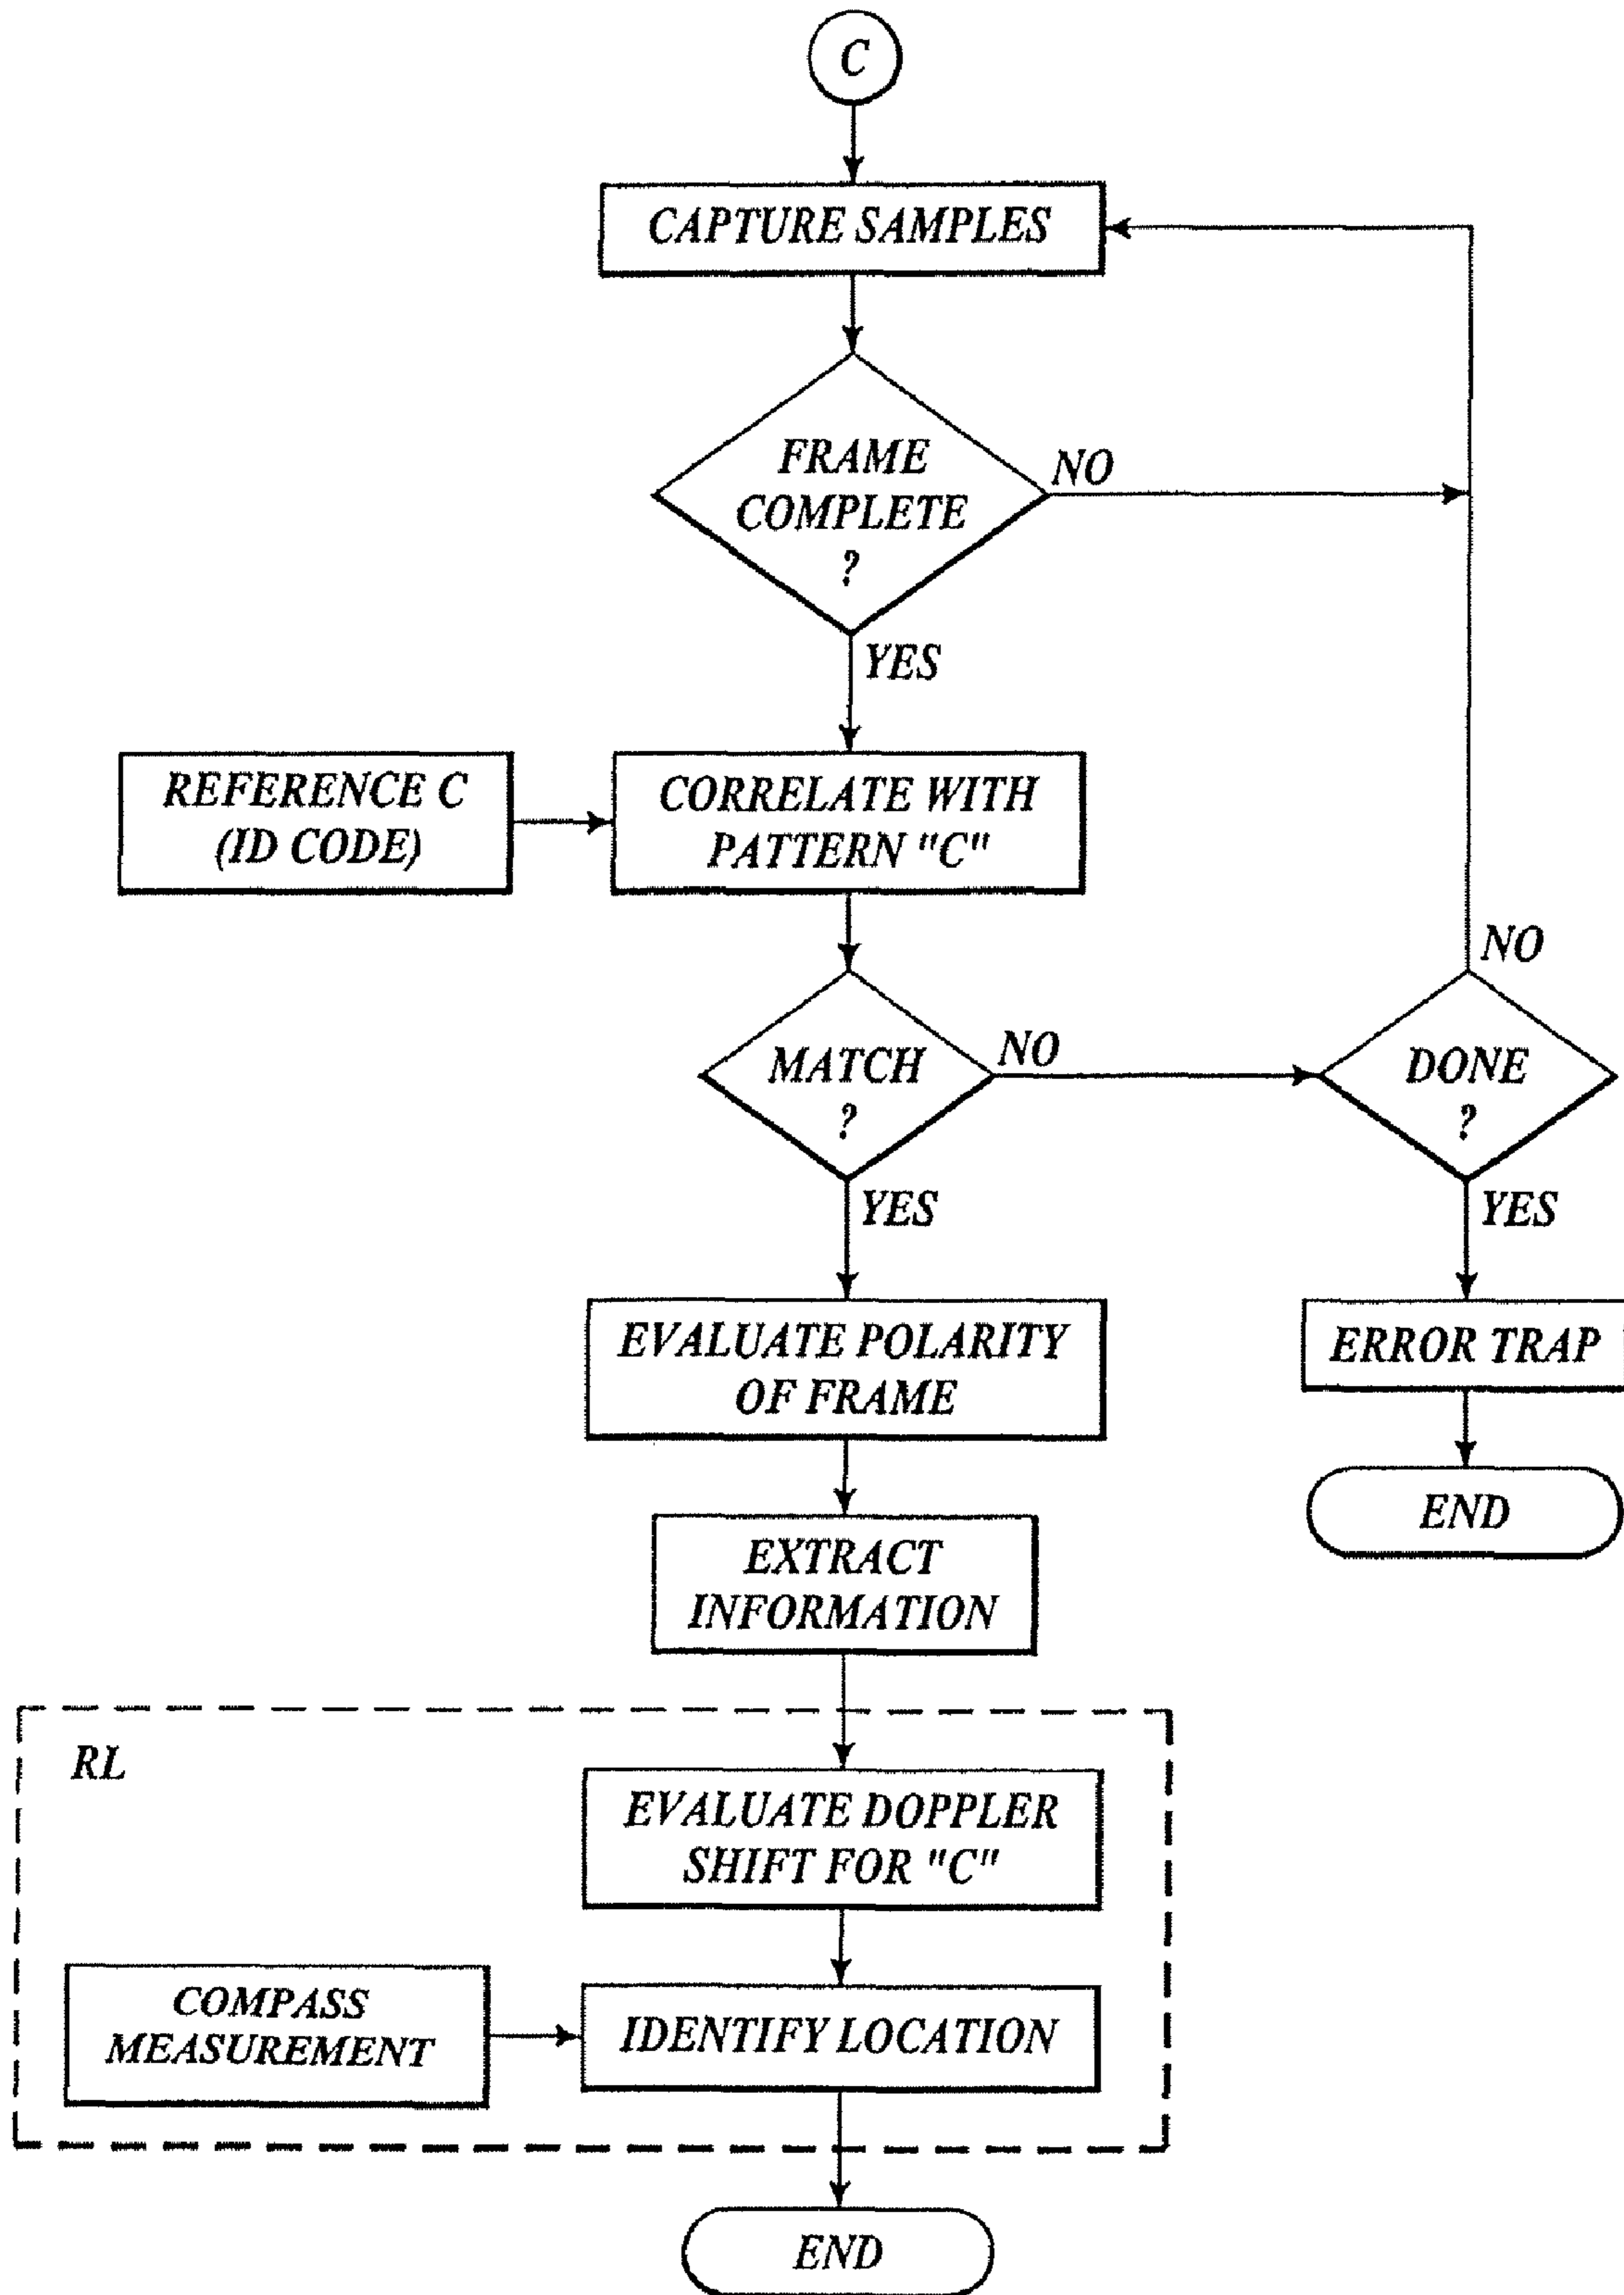 C
CAPTURE SAMPLES
FRAME
COMPLETE
?
NO
YES
REFERENCE C
(ID CODE)
CORRELATE WITH
PATTERN "C"
NO
MATCH
?
NO
DONE
?
YES
YES
EVALUATE POLARITY
OF FRAME
ERROR TRAP
EXTRACT
INFORMATION
END
RL
EVALUATE DOPPLER
SHIFT FOR "C"
COMPASS
MEASUREMENT
IDENTIFY LOCATION
END